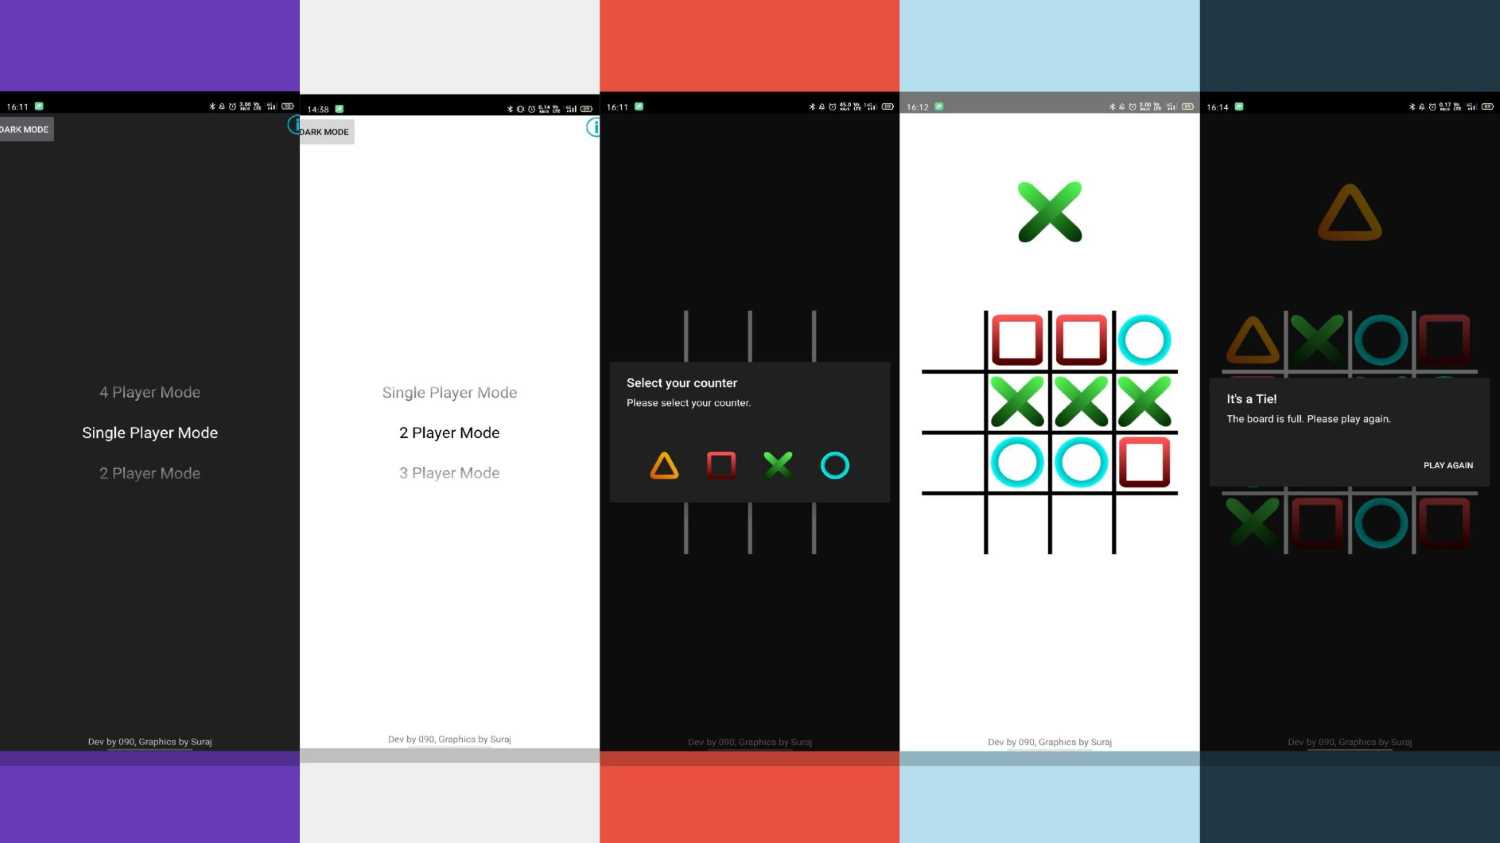 16:11
DARK MODE
4 Player Mode
Single Player Mode
2 Player Mode
Dev by 090, Graphics by Suraj
14:38
DARK MODE
Single Player Mode
2 Player Mode
3 Player Mode
Dev by 090, Graphics by Suraj
16:11
Select your counter
Please select your counter.
Dev by 090, Graphics by Suraj
16:12
Dev by 090, Graphics by Suraj
16:14
It's a Tie!
The board is full. Please play again.
PLAY AGAIN
Dev by 090, Graphics by Suraj